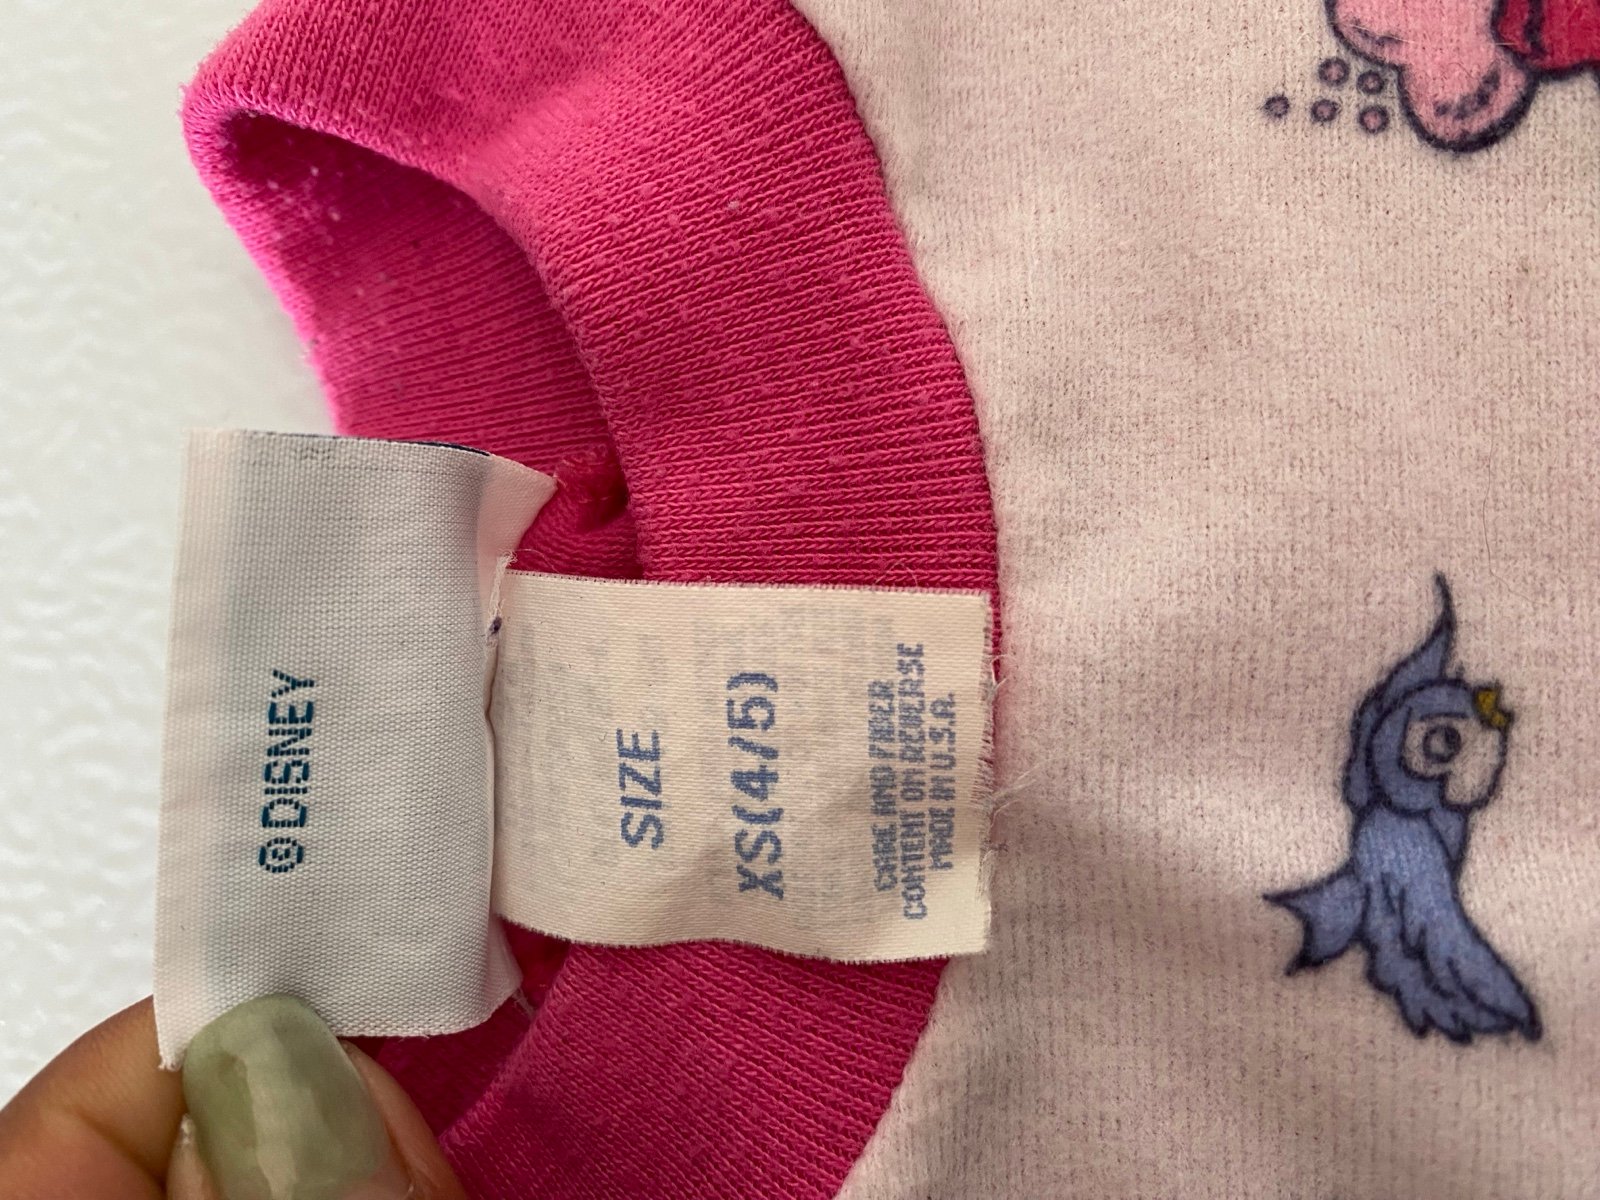 © DISNEY
SIZE
XS(4/5)
CARE AND FIBER
CONTENT ON REVERSE
MADE IN U.S.A.